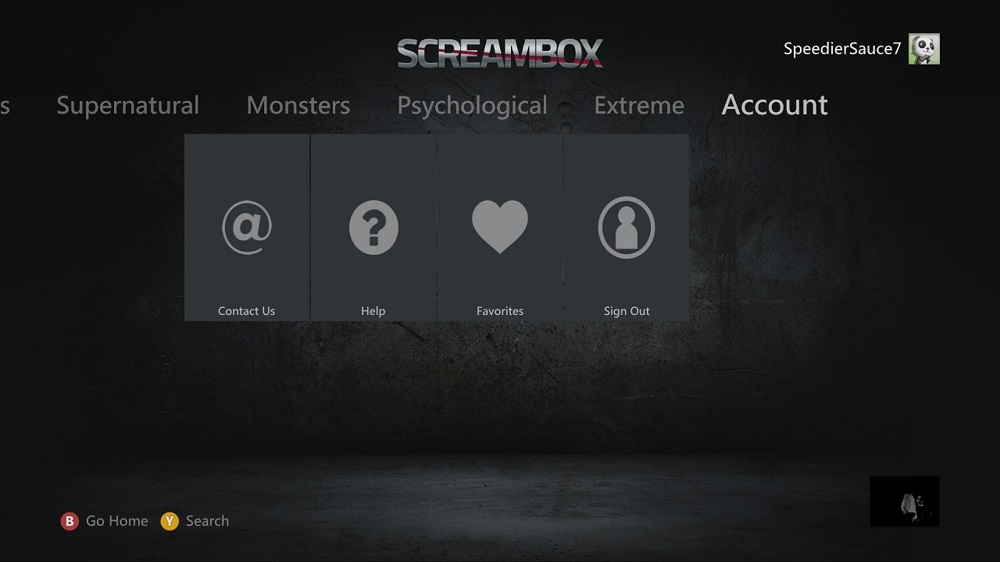 SCREAMBOX
SpeedierSauce7
s Supernatural Monsters Psychological Extreme Account
@ ?
Contact Us Help Favorites Sign Out
B Go Home Y Search